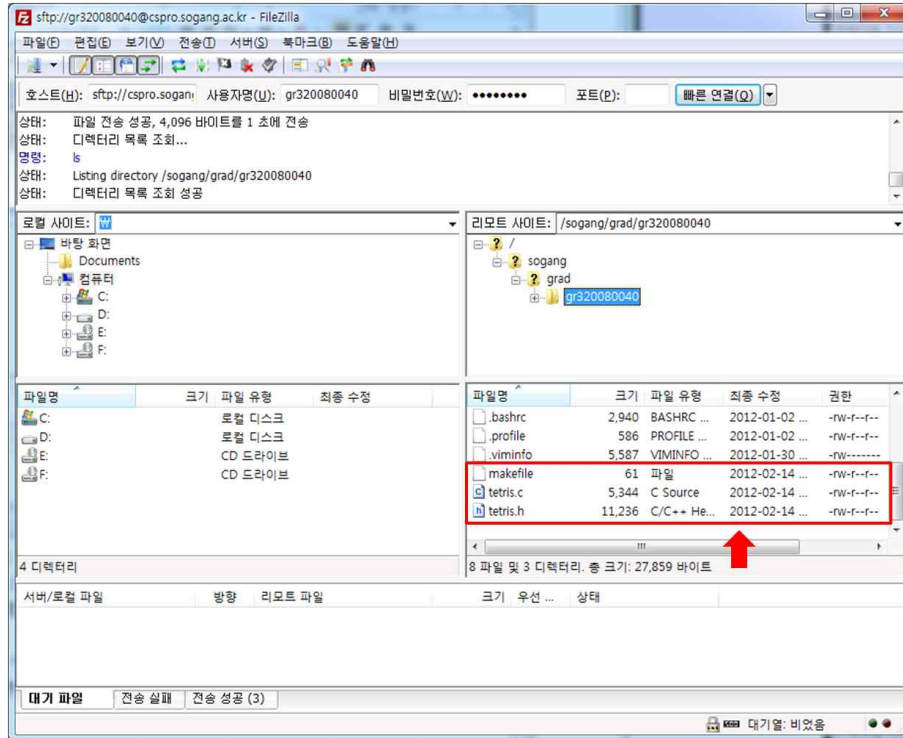 sftp://gr320080040@cspro.sogang.ac.kr - FileZilla
파일(F) 편집(E) 보기(V) 전송(T) 서버(S) 북마크(B) 도움말(H)
호스트(H): sftp://cspro.sogan 사용자명(U): gr320080040 비밀번호(W): ●●●●●●●● 포트(P): 빠른 연결(Q)
상태: 파일 전송 성공, 4,096 바이트를 1 초에 전송
상태: 디렉터리 목록 조회...
명령: ls
상태: Listing directory /sogang/grad/gr320080040
상태: 디렉터리 목록 조회 성공
로컬 사이트: ₩
바탕 화면
Documents
컴퓨터
C:
D:
E:
F:
리모트 사이트: /sogang/grad/gr320080040
/
sogang
grad
gr320080040
파일명 크기 파일 유형 최종 수정
C: 로컬 디스크
D: 로컬 디스크
E: CD 드라이브
F: CD 드라이브
4 디렉터리
파일명 크기 파일 유형 최종 수정 권한
.bashrc 2,940 BASHRC ... 2012-01-02 ... -rw-r--r--
.profile 586 PROFILE ... 2012-01-02 ... -rw-r--r--
.viminfo 5,587 VIMINFO ... 2012-01-30 ... -rw-------
makefile 61 파일 2012-02-14 ... -rw-r--r--
tetris.c 5,344 C Source 2012-02-14 ... -rw-r--r--
tetris.h 11,236 C/C++ He... 2012-02-14 ... -rw-r--r--
8 파일 및 3 디렉터리. 총 크기: 27,859 바이트
서버/로컬 파일 방향 리모트 파일 크기 우선 ... 상태
대기 파일 전송 실패 전송 성공 (3)
대기열: 비었음